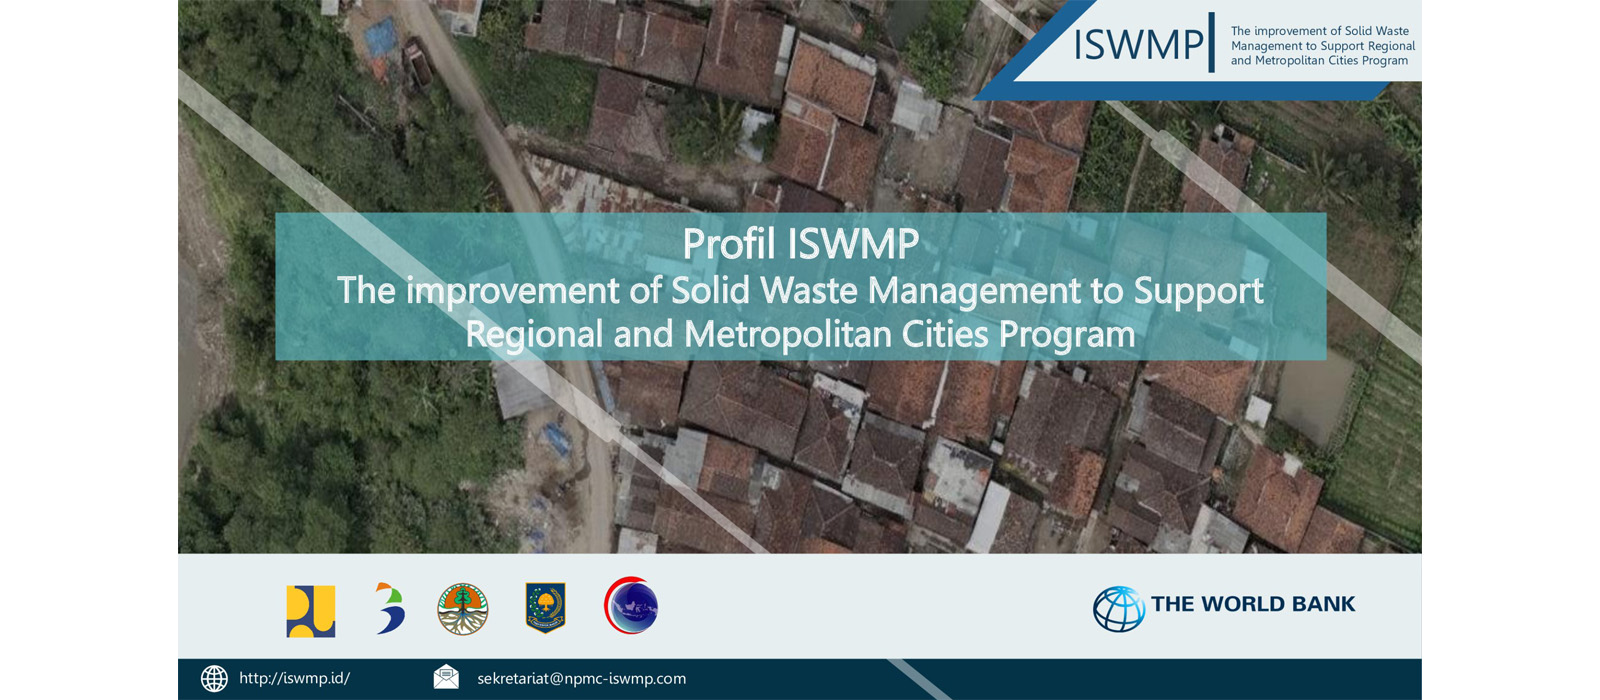 ISWMP
The improvement of Solid Waste
Management to Support Regional
and Metropolitan Cities Program
Profil ISWMP
The improvement of Solid Waste Management to Support
Regional and Metropolitan Cities Program
THE WORLD BANK
http://iswmp.id/
sekretariat@npmc-iswmp.com